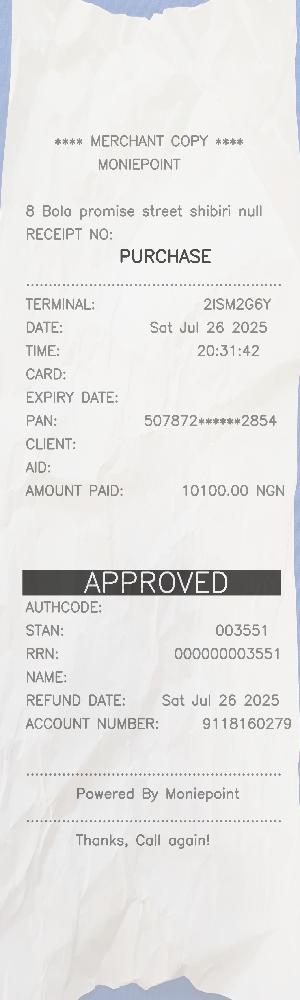 **** MERCHANT COPY ****
MONIEPOINT
8 Bola promise street shibiri null
RECEIPT NO:
PURCHASE
TERMINAL: 2ISM2G6Y
DATE: Sat Jul 26 2025
TIME: 20:31:42
CARD:
EXPIRY DATE:
PAN: 507872******2854
CLIENT:
AID:
AMOUNT PAID: 10100.00 NGN
APPROVED
AUTHCODE:
STAN: 003551
RRN: 000000003551
NAME:
REFUND DATE: Sat Jul 26 2025
ACCOUNT NUMBER: 9118160279
Powered By Moniepoint
Thanks, Call again!